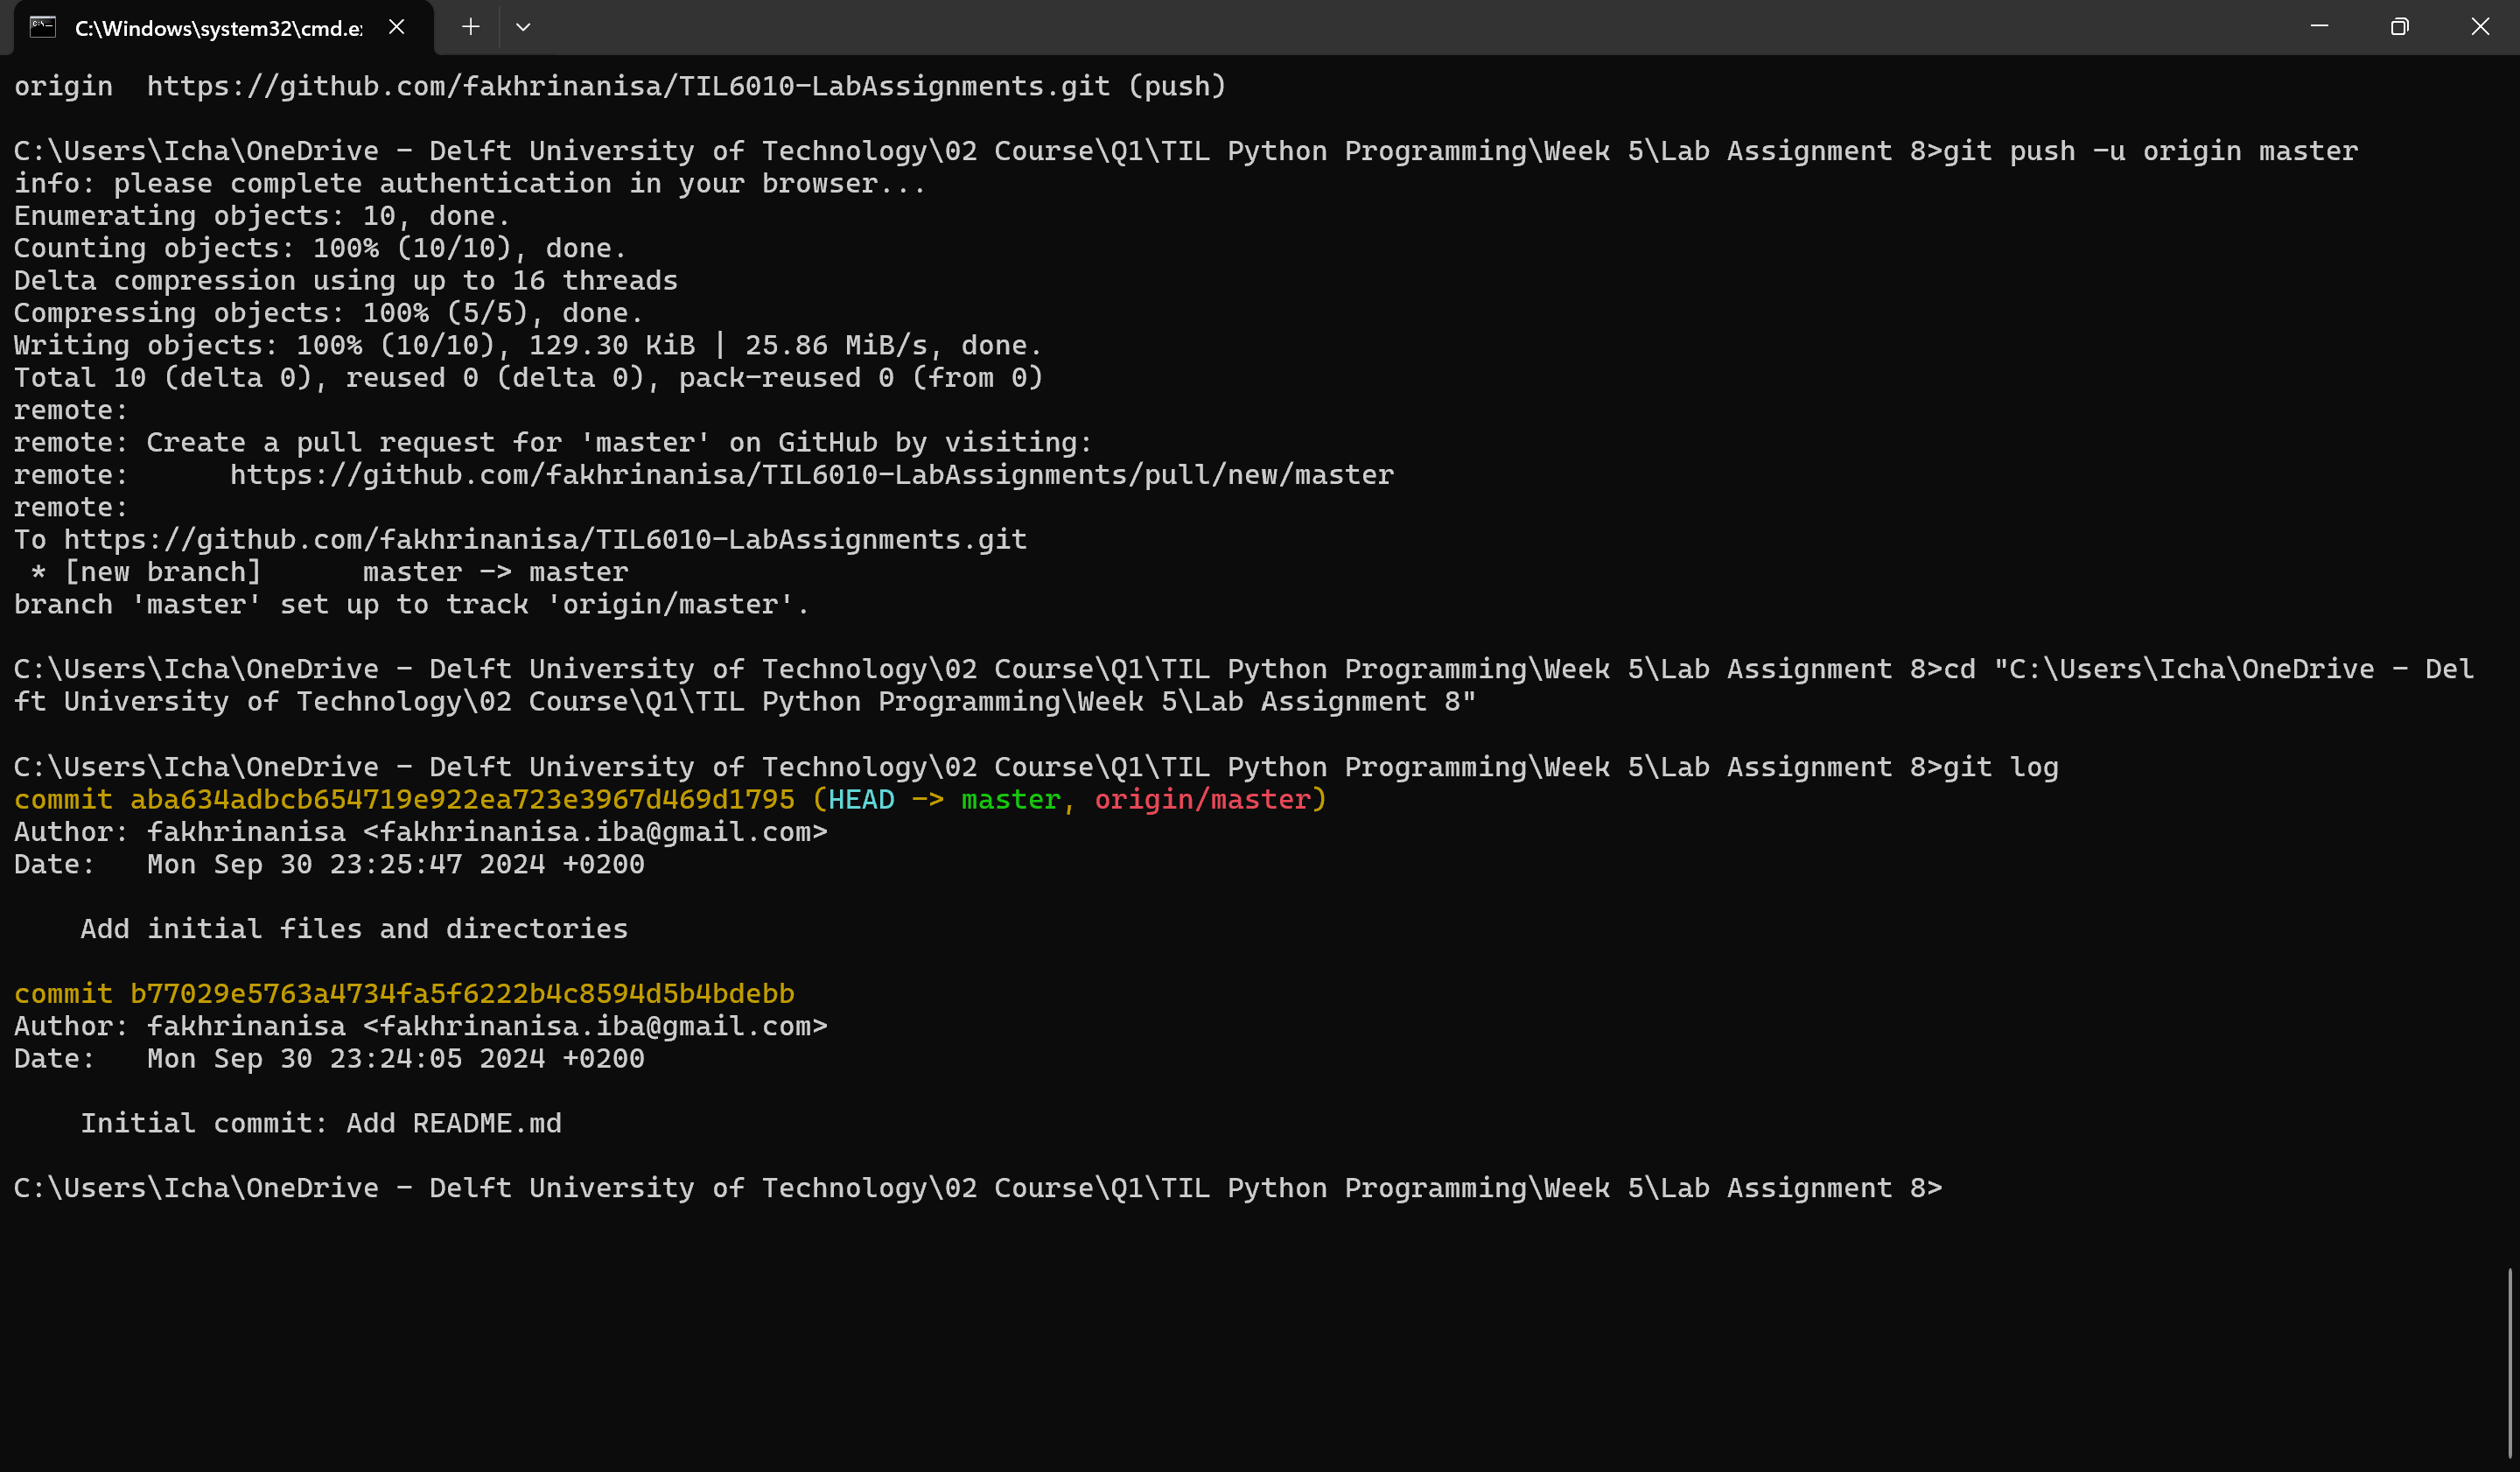 C:\Windows\system32\cmd.e
origin  https://github.com/fakhrinanisa/TIL6010-LabAssignments.git (push)
C:\Users\Icha\OneDrive - Delft University of Technology\02 Course\Q1\TIL Python Programming\Week 5\Lab Assignment 8>git push -u origin master
info: please complete authentication in your browser...
Enumerating objects: 10, done.
Counting objects: 100% (10/10), done.
Delta compression using up to 16 threads
Compressing objects: 100% (5/5), done.
Writing objects: 100% (10/10), 129.30 KiB | 25.86 MiB/s, done.
Total 10 (delta 0), reused 0 (delta 0), pack-reused 0 (from 0)
remote:
remote: Create a pull request for 'master' on GitHub by visiting:
remote:      https://github.com/fakhrinanisa/TIL6010-LabAssignments/pull/new/master
remote:
To https://github.com/fakhrinanisa/TIL6010-LabAssignments.git
 * [new branch]      master -> master
branch 'master' set up to track 'origin/master'.
C:\Users\Icha\OneDrive - Delft University of Technology\02 Course\Q1\TIL Python Programming\Week 5\Lab Assignment 8>cd "C:\Users\Icha\OneDrive - Del
ft University of Technology\02 Course\Q1\TIL Python Programming\Week 5\Lab Assignment 8"
C:\Users\Icha\OneDrive - Delft University of Technology\02 Course\Q1\TIL Python Programming\Week 5\Lab Assignment 8>git log
commit aba634adbcb654719e922ea723e3967d469d1795 (HEAD -> master, origin/master)
Author: fakhrinanisa <fakhrinanisa.iba@gmail.com>
Date:   Mon Sep 30 23:25:47 2024 +0200
    Add initial files and directories
commit b77029e5763a4734fa5f6222b4c8594d5b4bdebb
Author: fakhrinanisa <fakhrinanisa.iba@gmail.com>
Date:   Mon Sep 30 23:24:05 2024 +0200
    Initial commit: Add README.md
C:\Users\Icha\OneDrive - Delft University of Technology\02 Course\Q1\TIL Python Programming\Week 5\Lab Assignment 8>